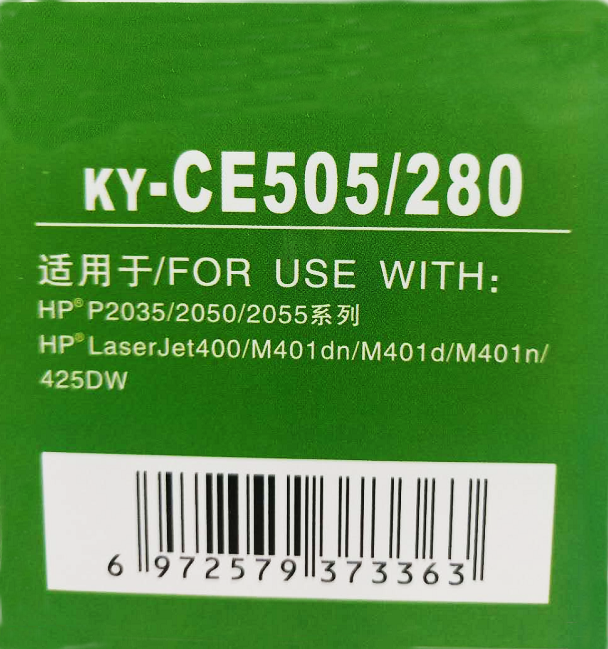 KY-CE505/280
适用于/FOR USE WITH:
HP® P2035/2050/2055系列
HP® LaserJet400/M401dn/M401d/M401n/
425DW
6 972579 373363